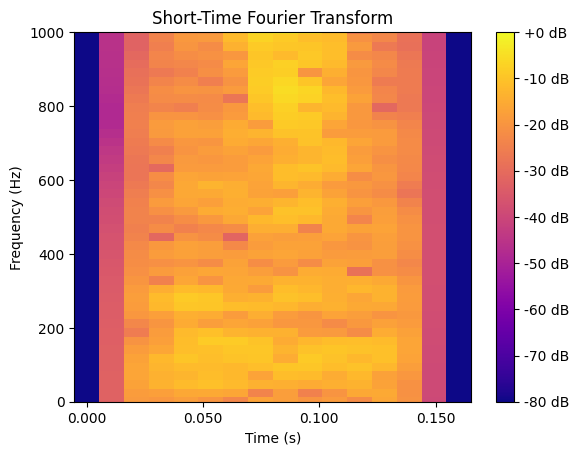 Short-Time Fourier Transform
1000
800
600
400
200
0
Frequency (Hz)
0.000
0.050
0.100
0.150
Time (s)
+0 dB
-10 dB
-20 dB
-30 dB
-40 dB
-50 dB
-60 dB
-70 dB
-80 dB